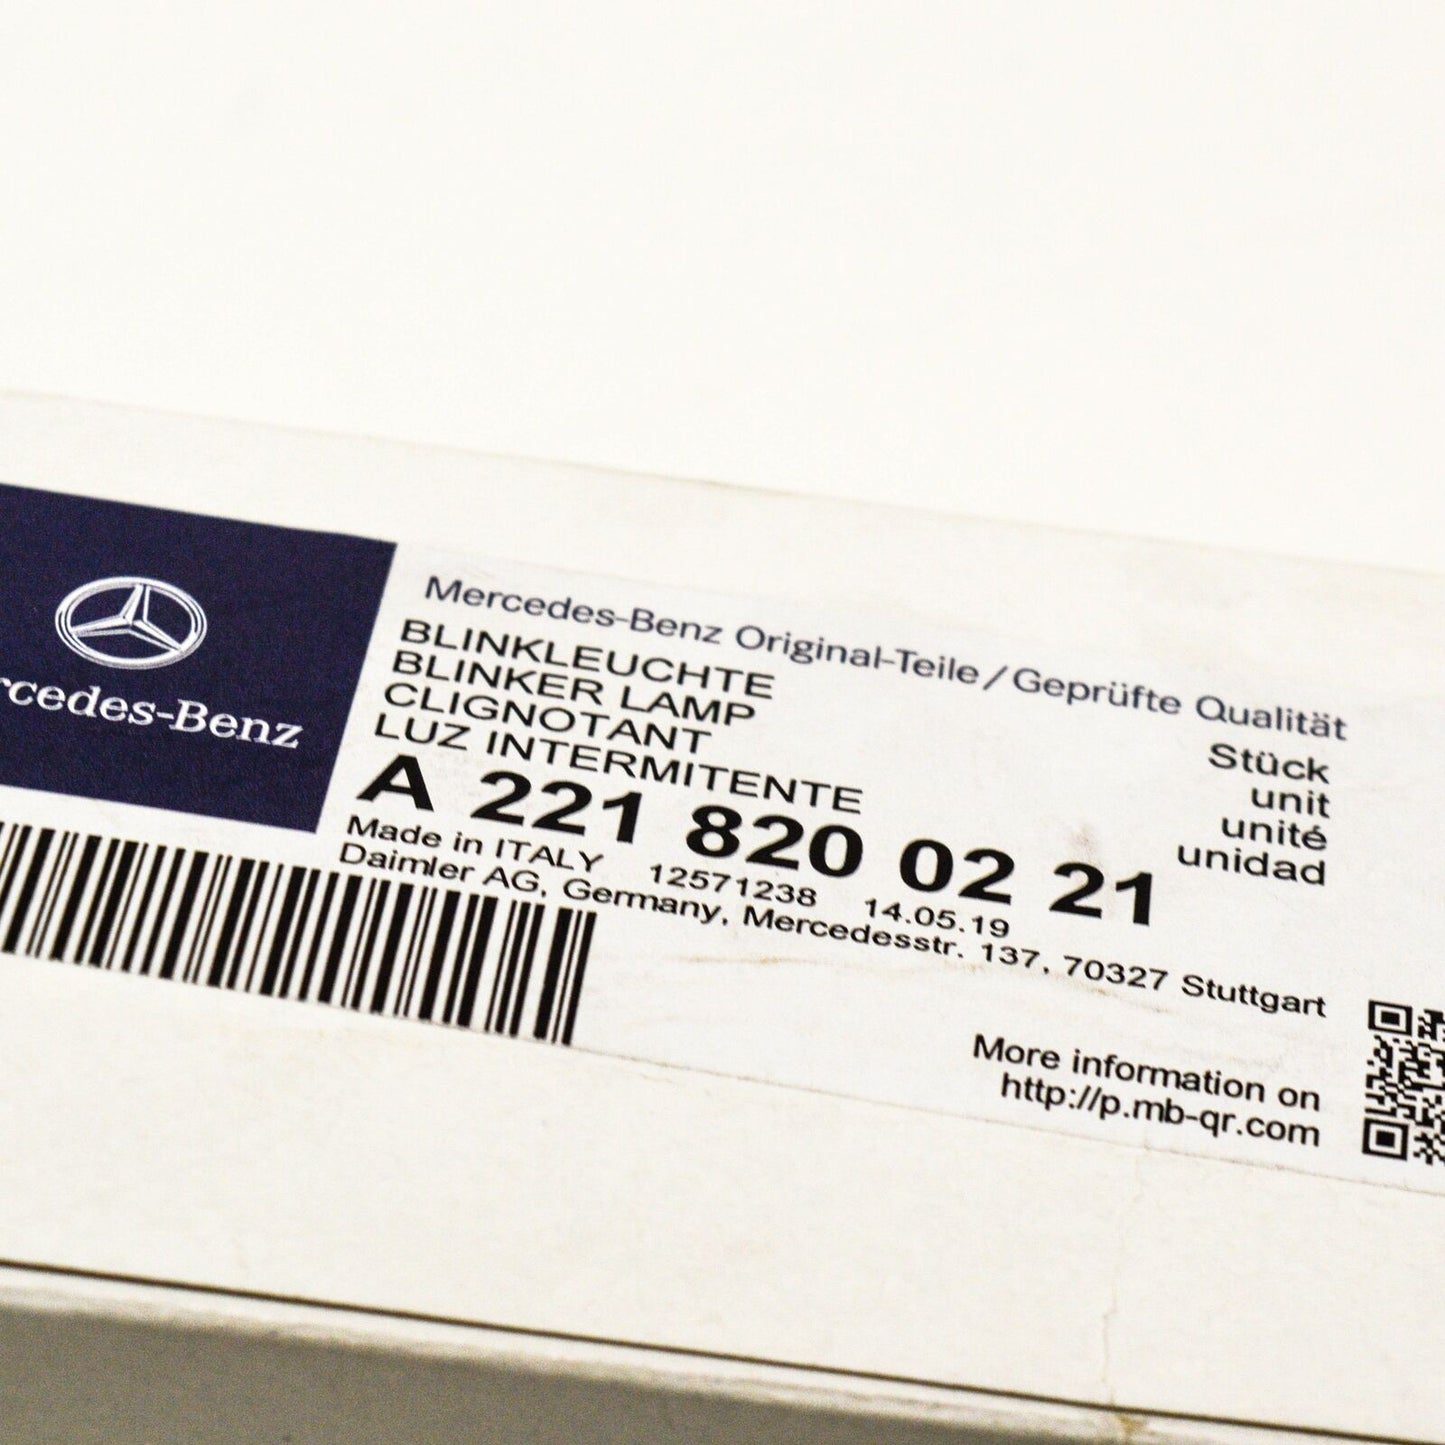 Mercedes-Benz Original-Teile / Geprüfte Qualität
BLINKLEUCHTE
BLINKER LAMP
CLIGNOTANT
LUZ INTERMITENTE
Stück
unit
unité
unidad
A 221 820 02 21
Made in ITALY 12571238 14.05.19
Daimler AG, Germany, Mercedesstr. 137, 70327 Stuttgart
rcedes-Benz
More information on
http://p.mb-qr.com